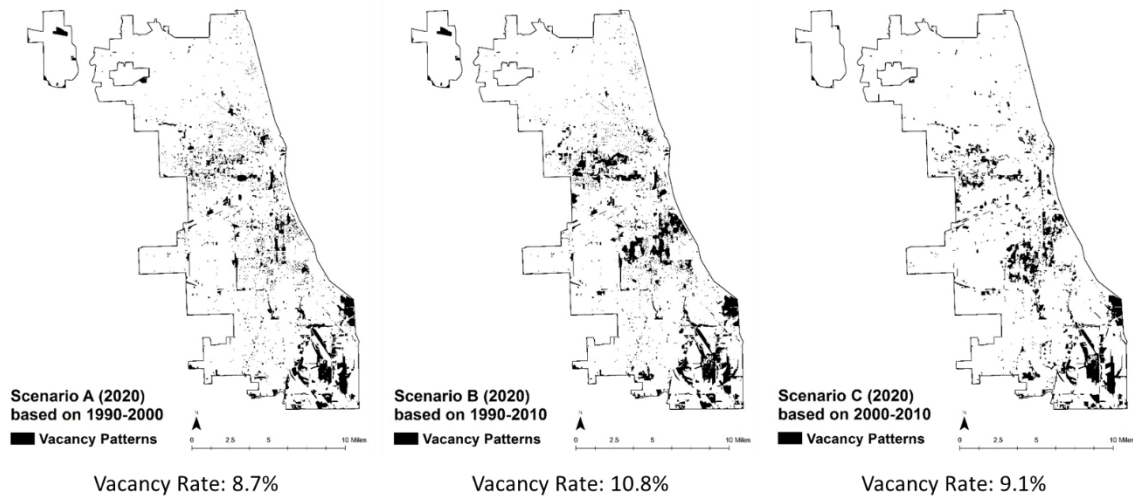 Scenario A (2020)
based on 1990-2000
Vacancy Patterns
N
0 2.5 5 10 Miles
Vacancy Rate: 8.7%
Scenario B (2020)
based on 1990-2010
Vacancy Patterns
N
0 2.5 5 10 Miles
Vacancy Rate: 10.8%
Scenario C (2020)
based on 2000-2010
Vacancy Patterns
N
0 2.5 5 10 Miles
Vacancy Rate: 9.1%